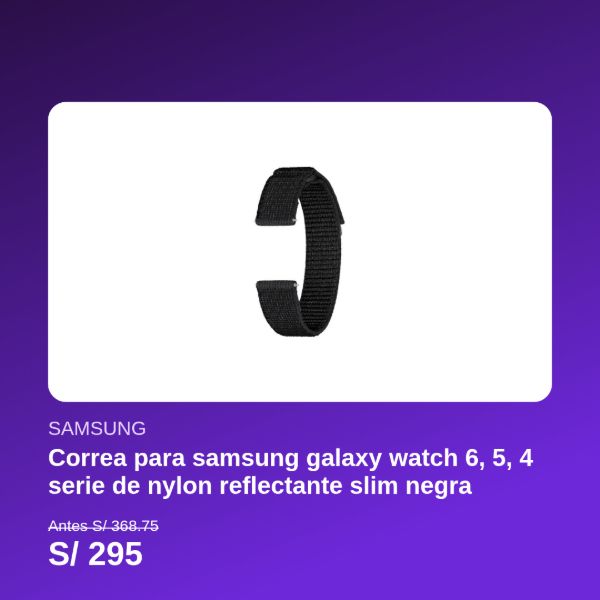 SAMSUNG
Correa para samsung galaxy watch 6, 5, 4
serie de nylon reflectante slim negra
Antes S/ 368.75
S/ 295